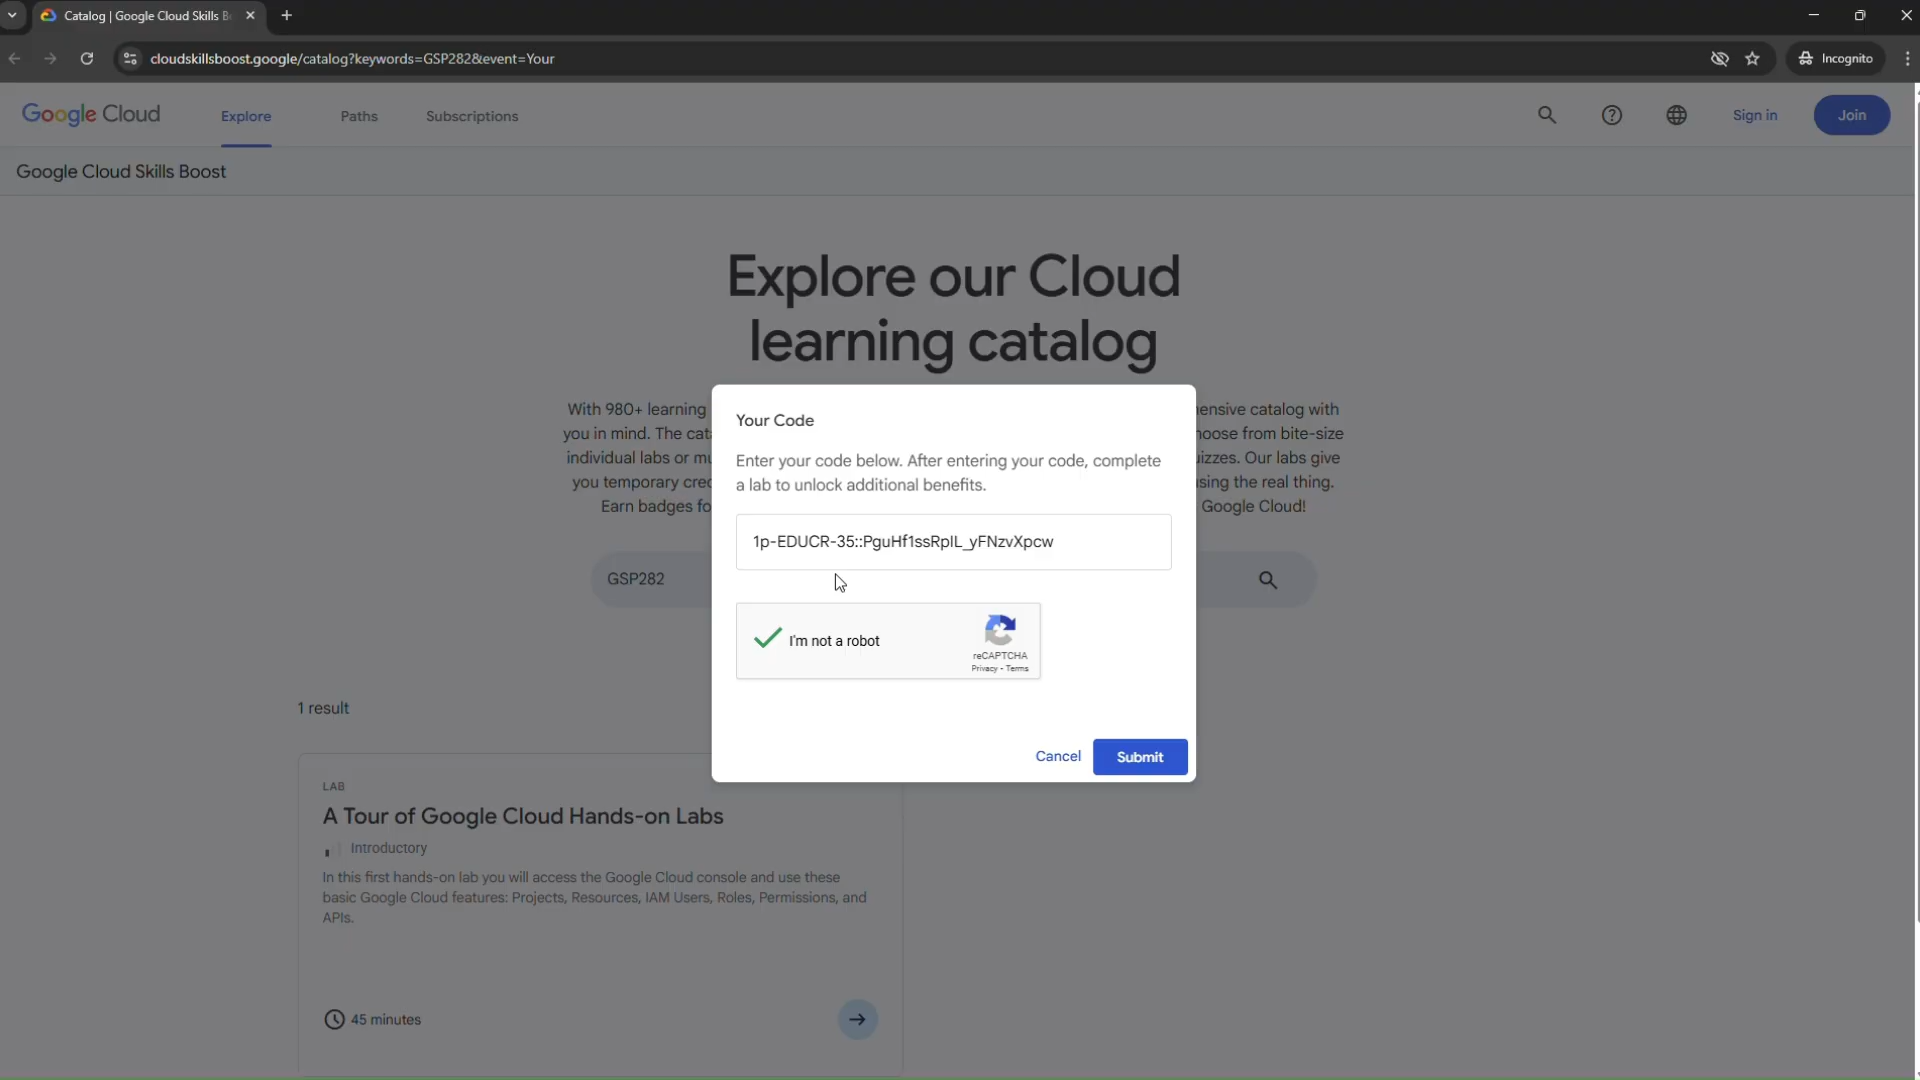 Catalog | Google Cloud Skills B
cloudskillsboost.google/catalog?keywords=GSP282&event=Your
Incognito
Google Cloud
Explore
Paths
Subscriptions
Sign in
Join
Google Cloud Skills Boost
Explore our Cloud
learning catalog
With 980+ learning
ensive catalog with
you in mind. The cat
hoose from bite-size
individual labs or mu
uizzes. Our labs give
you temporary crec
sing the real thing.
Earn badges fo
Google Cloud!
Your Code
Enter your code below. After entering your code, complete
a lab to unlock additional benefits.
1p-EDUCR-35::PguHf1ssRpIL_yFNzvXpcw
GSP282
I'm not a robot
reCAPTCHA
Privacy - Terms
Cancel
Submit
1 result
LAB
A Tour of Google Cloud Hands-on Labs
Introductory
In this first hands-on lab you will access the Google Cloud console and use these
basic Google Cloud features: Projects, Resources, IAM Users, Roles, Permissions, and
APIs.
45 minutes